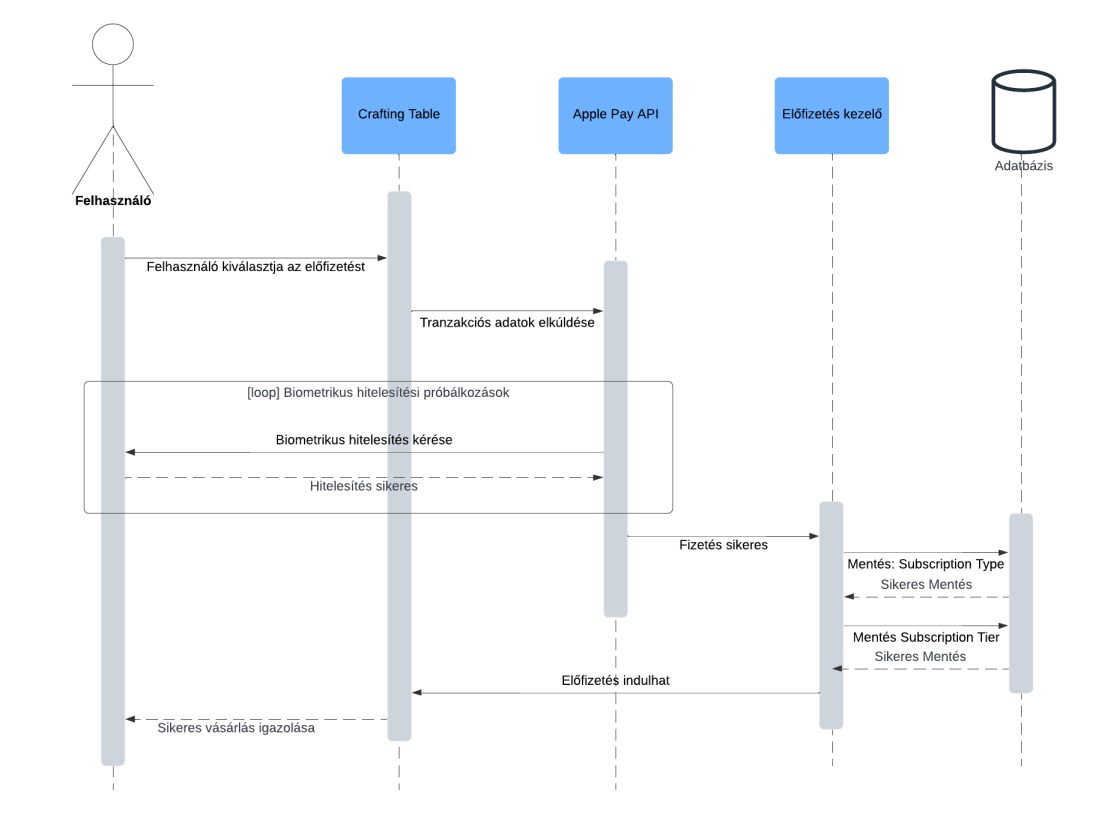 Crafting Table
Apple Pay API
Előfizetés kezelő
Adatbázis
Felhasználó
Felhasználó kiválasztja az előfizetést
Tranzakciós adatok elküldése
[loop] Biometrikus hitelesítési próbálkozások
Biometrikus hitelesítés kérése
Hitelesítés sikeres
Fizetés sikeres
Mentés: Subscription Type
Sikeres Mentés
Mentés Subscription Tier
Sikeres Mentés
Előfizetés indulhat
Sikeres vásárlás igazolása